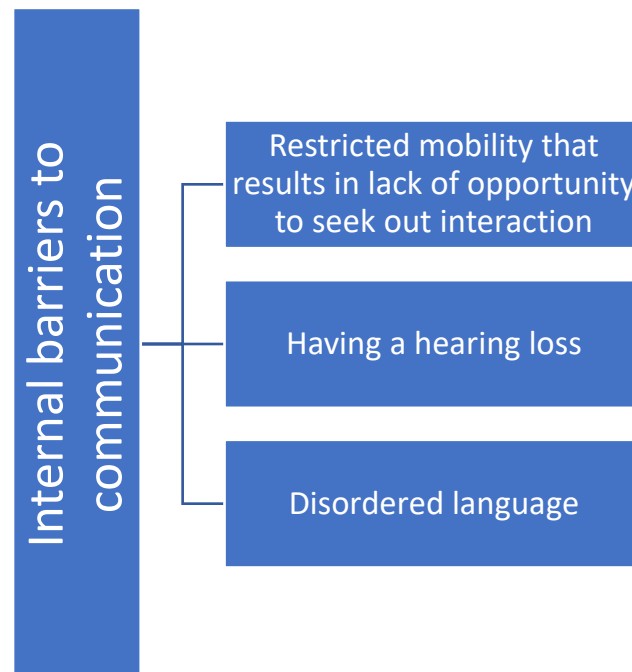 Internal barriers to
communication
Restricted mobility that
results in lack of opportunity
to seek out interaction
Having a hearing loss
Disordered language